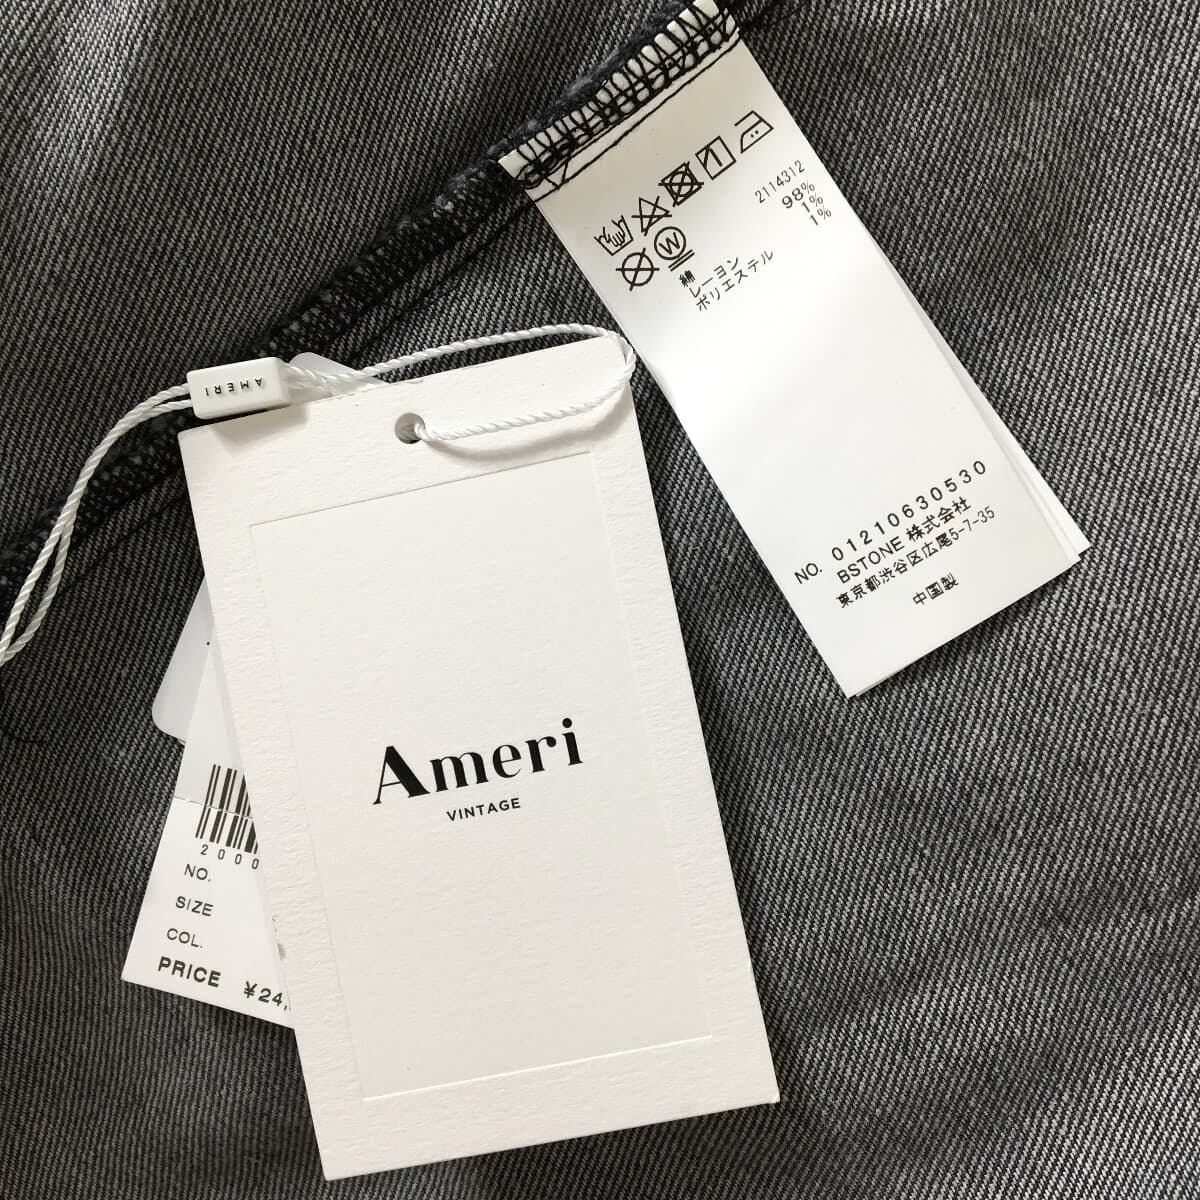 2114312
綿 98%
レーヨン 1%
ポリエステル 1%
W
NO. 01210630530
BSTONE 株式会社
東京都渋谷区広尾5-7-35
中国製
AMERI
Ameri
VINTAGE
2000
NO.
SIZE
COL.
PRICE ¥24,